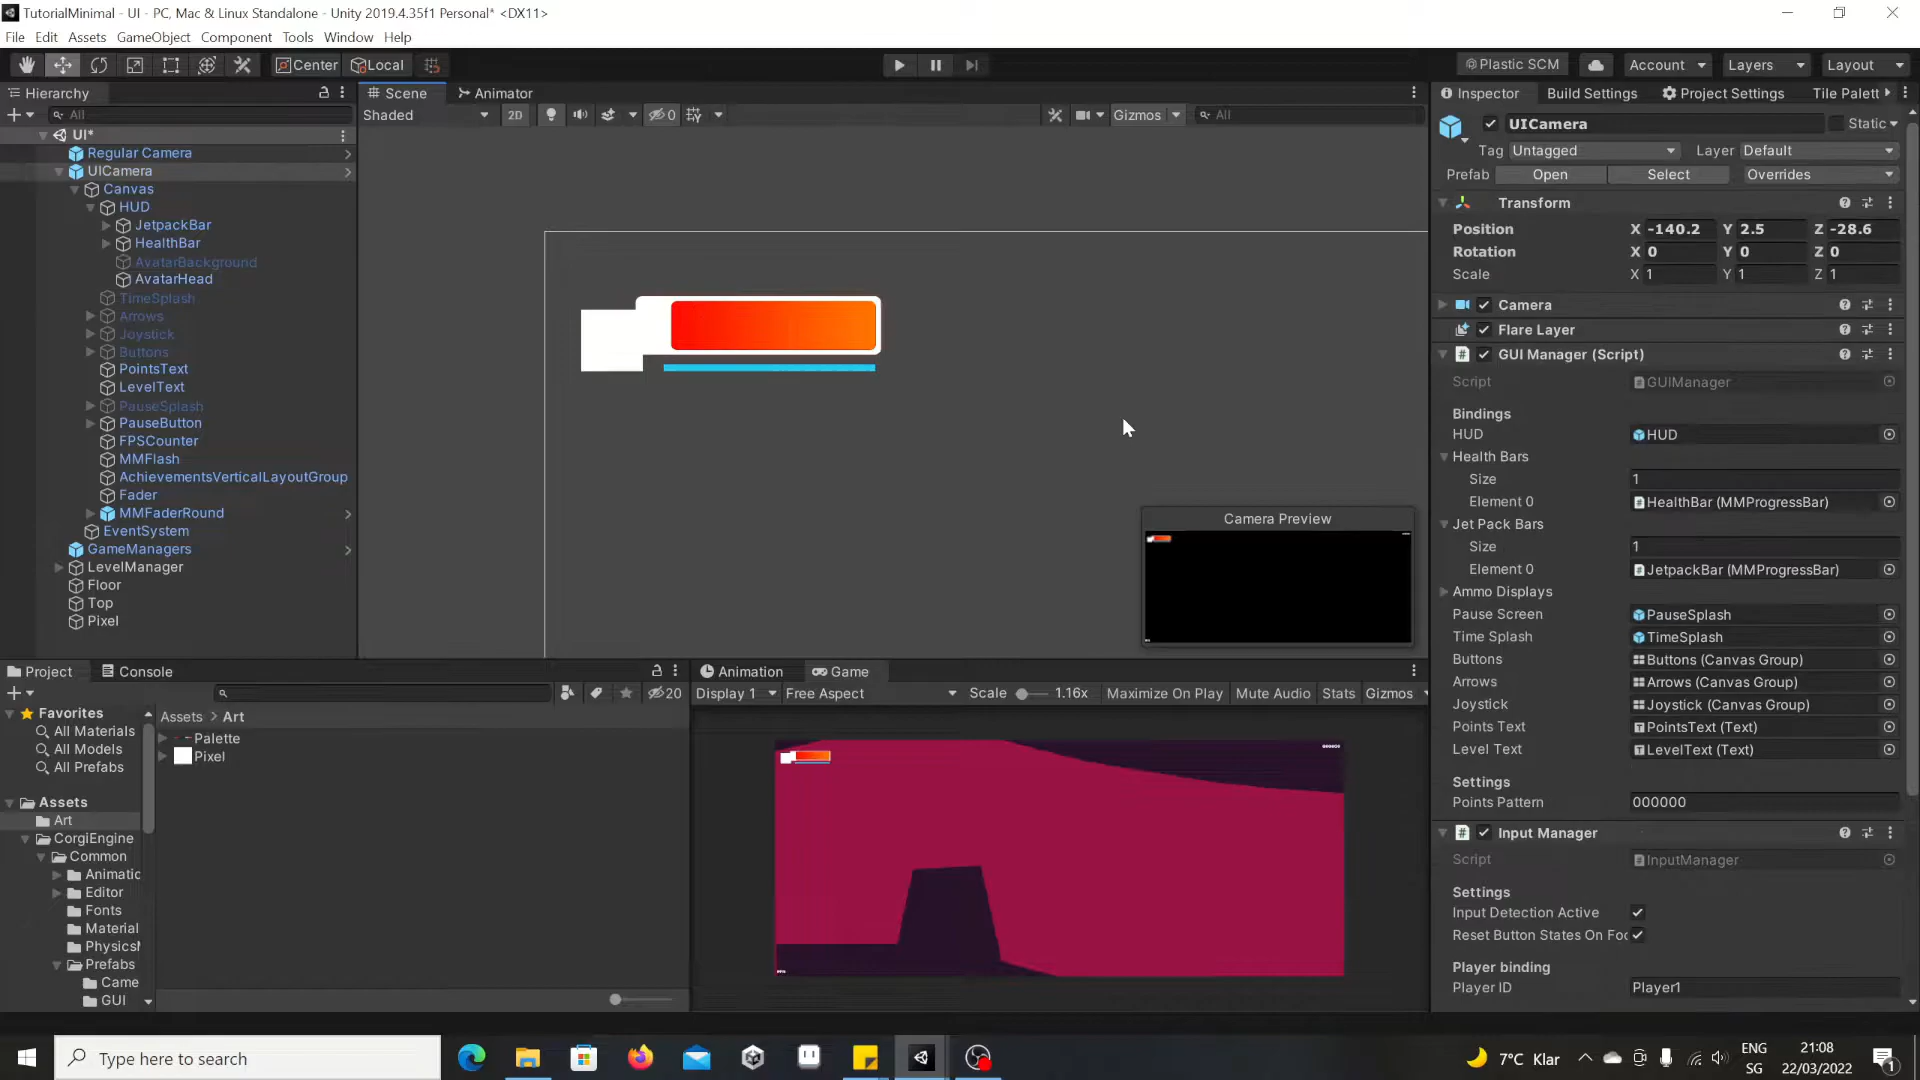 TutorialMinimal - UI - PC, Mac & Linux Standalone - Unity 2019.4.35f1 Personal* <DX11>
File Edit Assets GameObject Component Tools Window Help
Center Local Plastic SCM Account Layers Layout
Hierarchy
All
UI*
Regular Camera
UICamera
Canvas
HUD
JetpackBar
HealthBar
AvatarBackground
AvatarHead
TimeSplash
Arrows
Joystick
Buttons
PointsText
LevelText
PauseSplash
PauseButton
FPSCounter
MMFlash
AchievementsVerticalLayoutGroup
Fader
MMFaderRound
EventSystem
GameManagers
LevelManager
Floor
Top
Pixel
Scene Animator
Shaded 2D 0 Gizmos All
Camera Preview
Inspector Build Settings Project Settings Tile Palett
UICamera Static
Tag Untagged Layer Default
Prefab Open Select Overrides
Transform
Position X -140.2 Y 2.5 Z -28.6
Rotation X 0 Y 0 Z 0
Scale X 1 Y 1 Z 1
Camera
Flare Layer
GUI Manager (Script)
Script GUIManager
Bindings
HUD HUD
Health Bars
Size 1
Element 0 HealthBar (MMProgressBar)
Jet Pack Bars
Size 1
Element 0 JetpackBar (MMProgressBar)
Ammo Displays
Pause Screen PauseSplash
Time Splash TimeSplash
Buttons Buttons (Canvas Group)
Arrows Arrows (Canvas Group)
Joystick Joystick (Canvas Group)
Points Text PointsText (Text)
Level Text LevelText (Text)
Settings
Points Pattern 000000
Input Manager
Script InputManager
Settings
Input Detection Active
Reset Button States On Foc
Player binding
Player ID Player1
Project Console
20
Favorites
All Materials
All Models
All Prefabs
Assets
Art
CorgiEngine
Common
Animatic
Editor
Fonts
Material
PhysicsM
Prefabs
Came
GUI
Assets > Art
Palette
Pixel
Animation Game
Display 1 Free Aspect Scale 1.16x Maximize On Play Mute Audio Stats Gizmos
000000
Type here to search
7°C Klar
ENG
SG
21:08
22/03/2022
1